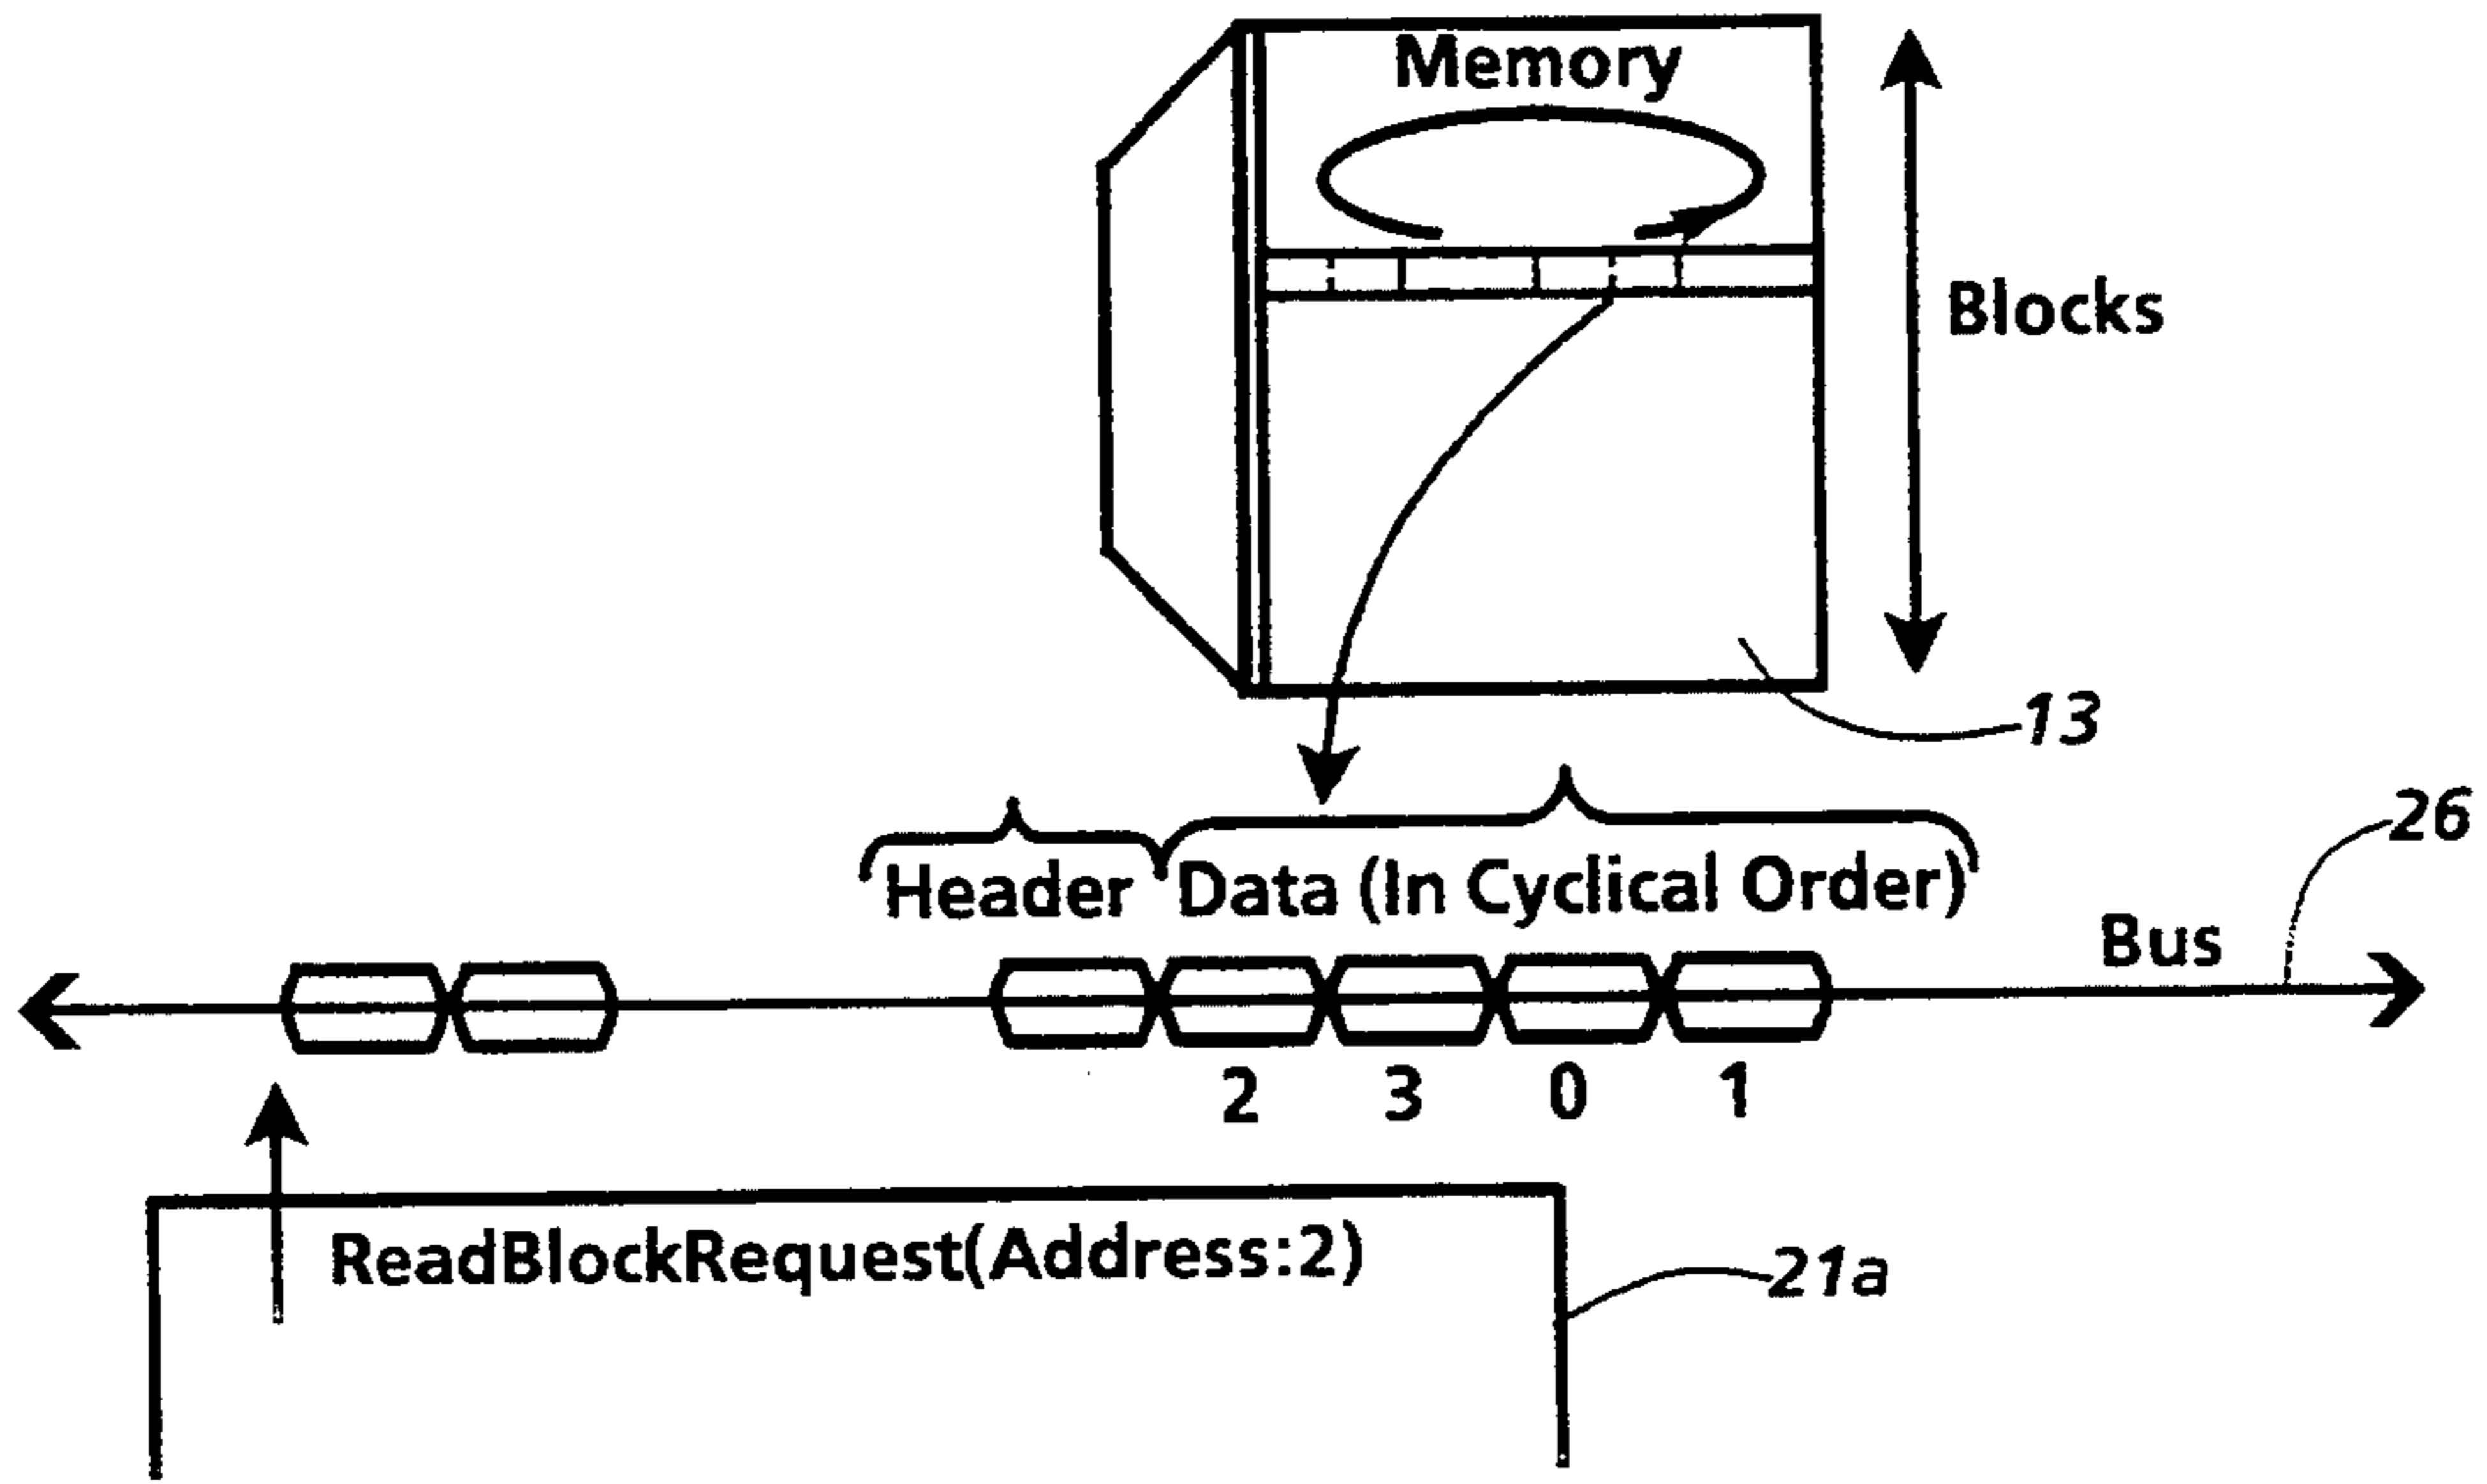 Memory
Blocks
13
26
Header Data (In Cyclical Order)
Bus
2 3 0 1
ReadBlockRequest(Address:2)
21a